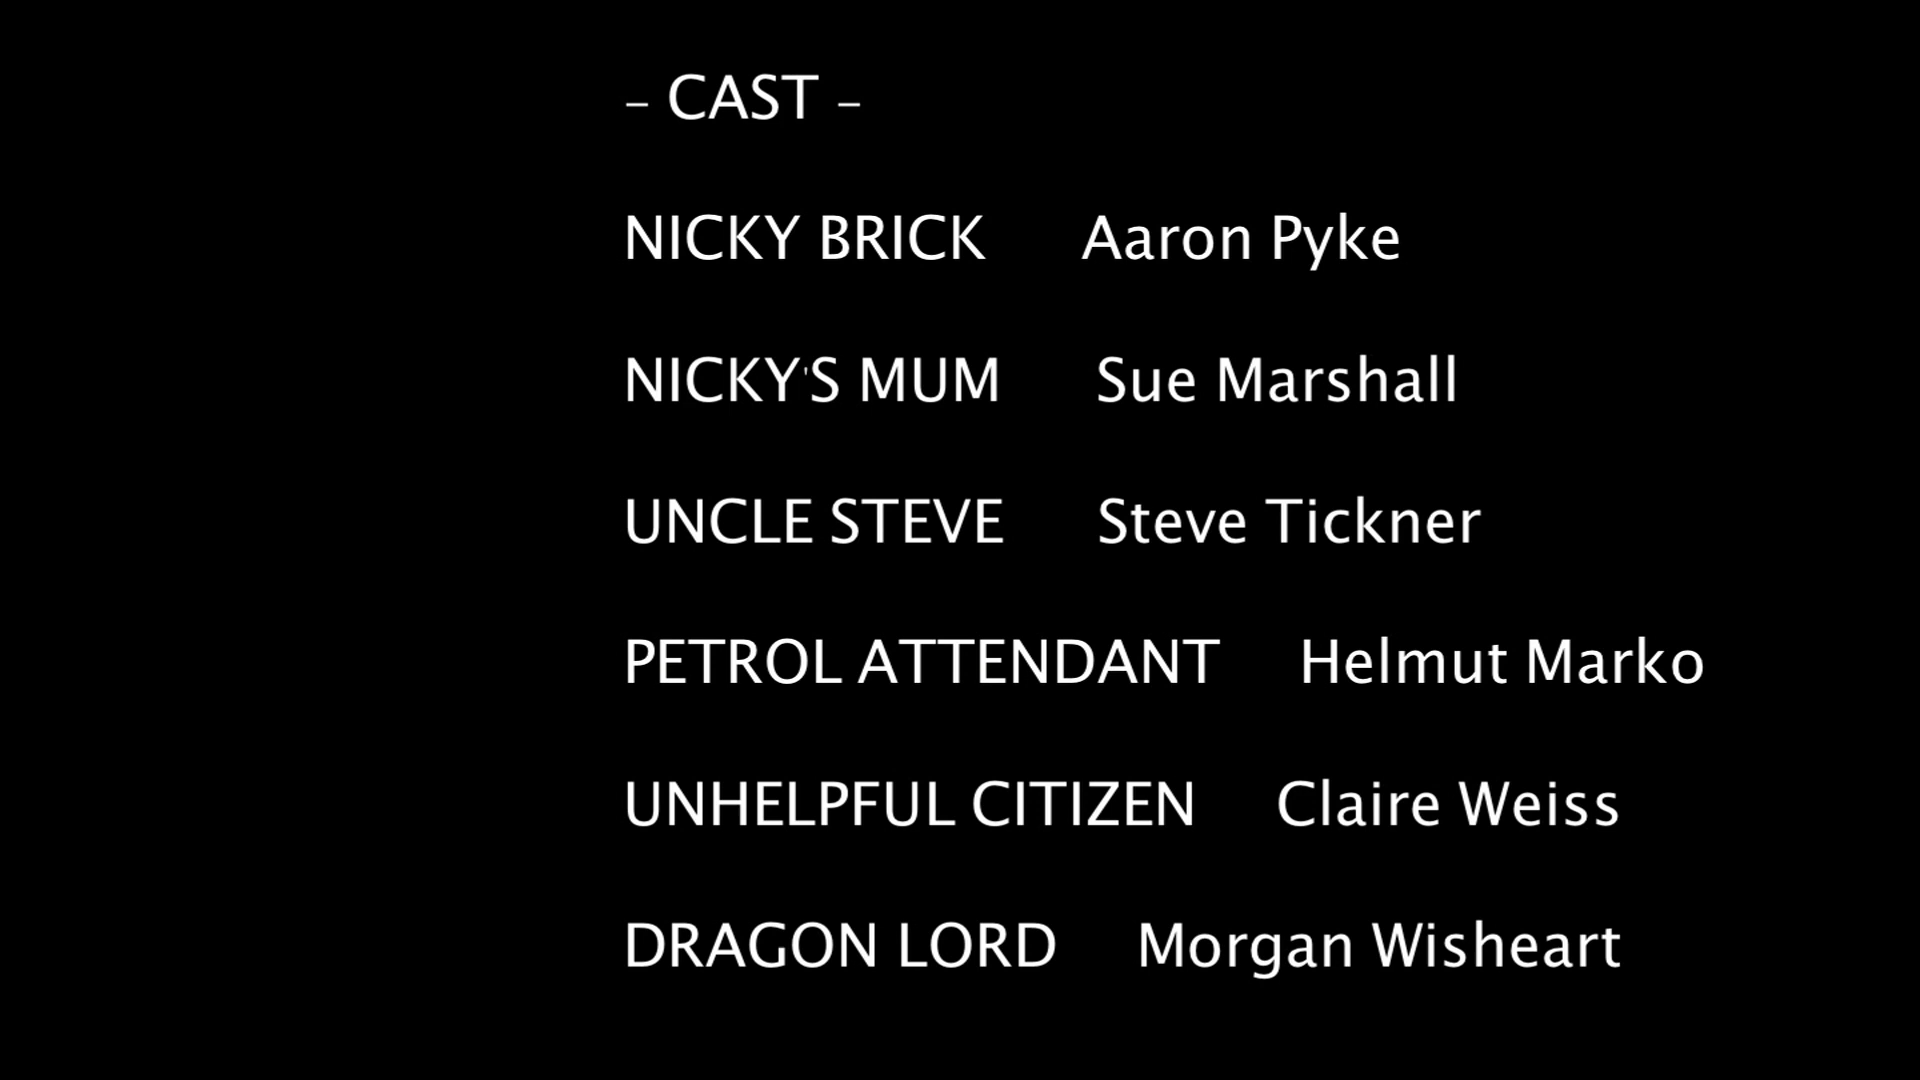 – CAST –
NICKY BRICK Aaron Pyke
NICKY'S MUM Sue Marshall
UNCLE STEVE Steve Tickner
PETROL ATTENDANT Helmut Marko
UNHELPFUL CITIZEN Claire Weiss
DRAGON LORD Morgan Wisheart